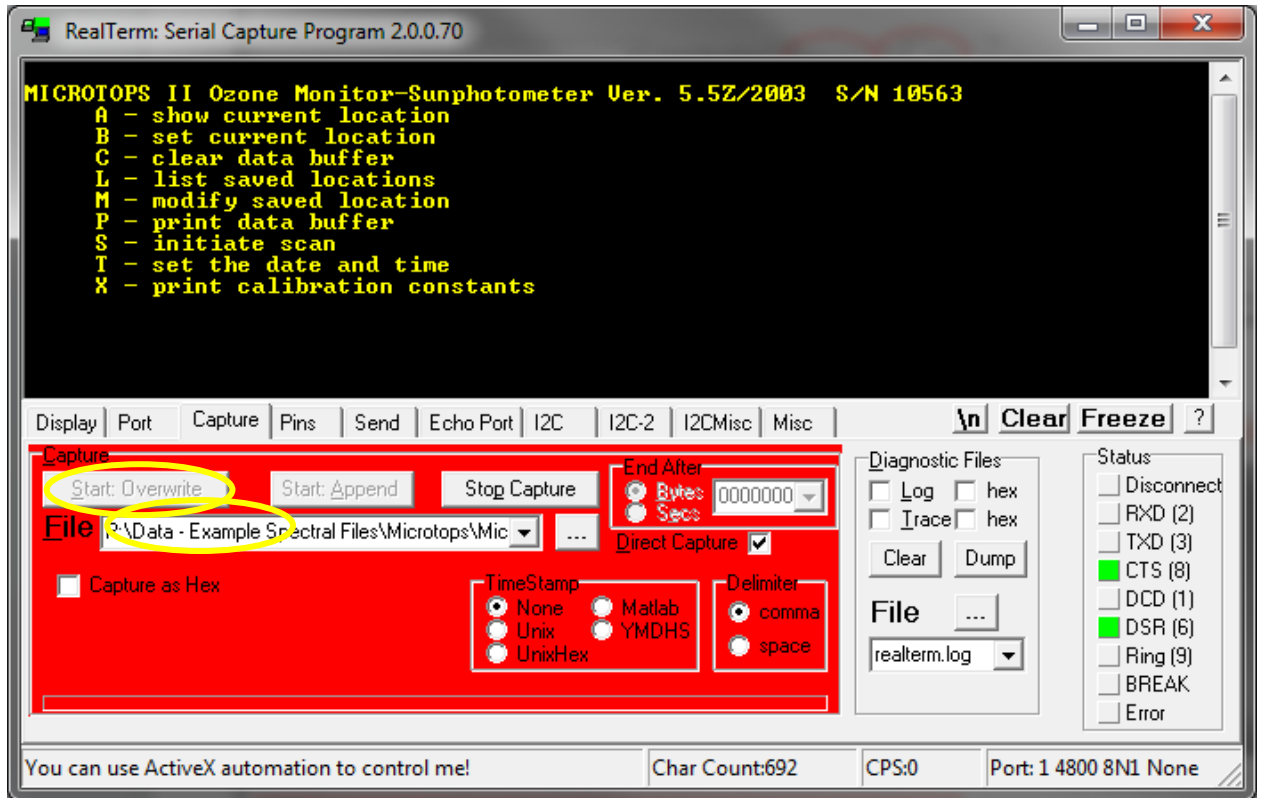 RealTerm: Serial Capture Program 2.0.0.70
MICROTOPS II Ozone Monitor-Sunphotometer Ver. 5.5Z/2003 S/N 10563
A - show current location
B - set current location
C - clear data buffer
L - list saved locations
M - modify saved location
P - print data buffer
S - initiate scan
T - set the date and time
X - print calibration constants
Display Port Capture Pins Send Echo Port I2C I2C-2 I2CMisc Misc \n Clear Freeze ?
Capture
Start: Overwrite Start: Append Stop Capture
End After
Bytes 0000000
Secs
File P:\Data - Example Spectral Files\Microtops\Mic ...
Direct Capture
Capture as Hex
TimeStamp
None Matlab
Unix YMDHS
UnixHex
Delimiter
comma
space
Diagnostic Files
Log hex
Trace hex
Clear Dump
File ...
realterm.log
Status
Disconnect
RXD (2)
TXD (3)
CTS (8)
DCD (1)
DSR (6)
Ring (9)
BREAK
Error
You can use ActiveX automation to control me! Char Count:692 CPS:0 Port: 1 4800 8N1 None